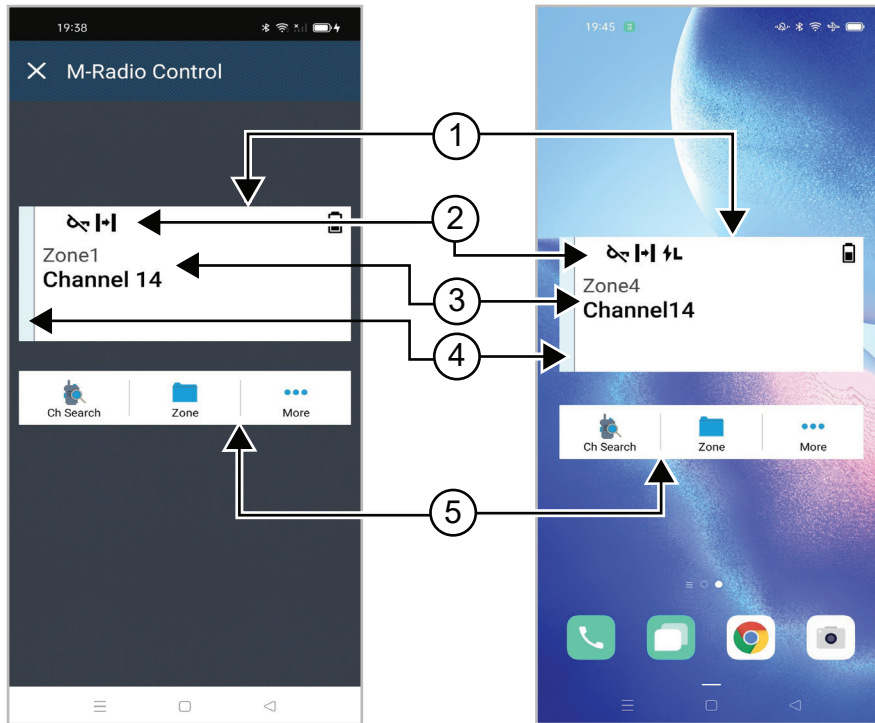 19:38
M-Radio Control
Zone1
Channel 14
Ch Search
Zone
More
1
2
3
4
5
19:45
L
Zone4
Channel14
Ch Search
Zone
More